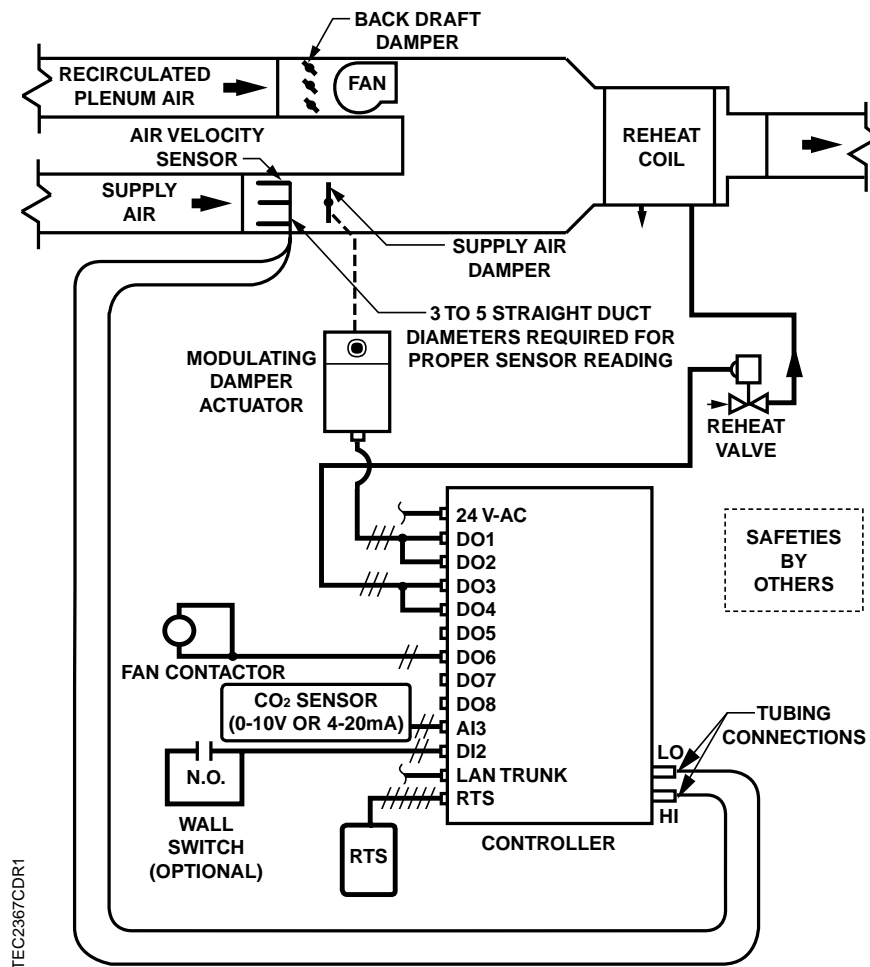 BACK DRAFT
DAMPER
RECIRCULATED
PLENUM AIR
FAN
AIR VELOCITY
SENSOR
REHEAT
COIL
SUPPLY
AIR
SUPPLY AIR
DAMPER
3 TO 5 STRAIGHT DUCT
DIAMETERS REQUIRED FOR
PROPER SENSOR READING
MODULATING
DAMPER
ACTUATOR
REHEAT
VALVE
24 V-AC
DO1
DO2
DO3
DO4
DO5
DO6
DO7
DO8
AI3
DI2
LAN TRUNK
RTS
SAFETIES
BY
OTHERS
FAN CONTACTOR
CO2 SENSOR
(0-10V OR 4-20mA)
TUBING
CONNECTIONS
LO
HI
N.O.
WALL
SWITCH
(OPTIONAL)
RTS
CONTROLLER
TEC2367CDR1